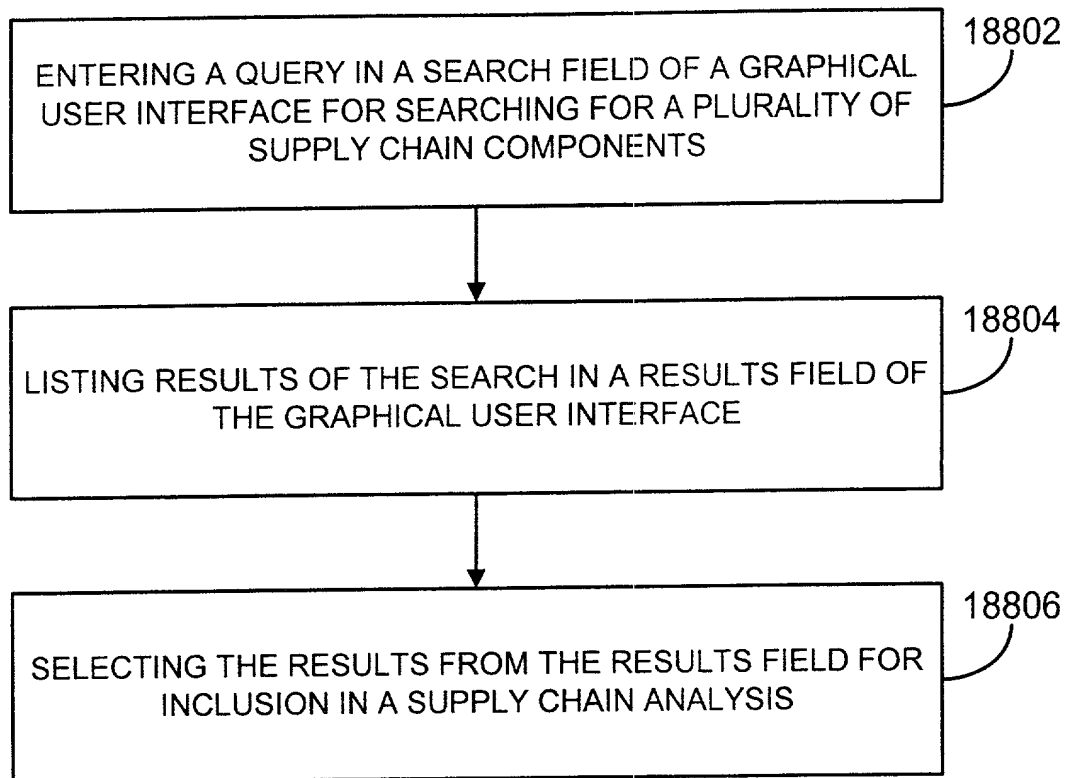 18802
ENTERING A QUERY IN A SEARCH FIELD OF A GRAPHICAL
USER INTERFACE FOR SEARCHING FOR A PLURALITY OF
SUPPLY CHAIN COMPONENTS
18804
LISTING RESULTS OF THE SEARCH IN A RESULTS FIELD OF
THE GRAPHICAL USER INTERFACE
18806
SELECTING THE RESULTS FROM THE RESULTS FIELD FOR
INCLUSION IN A SUPPLY CHAIN ANALYSIS